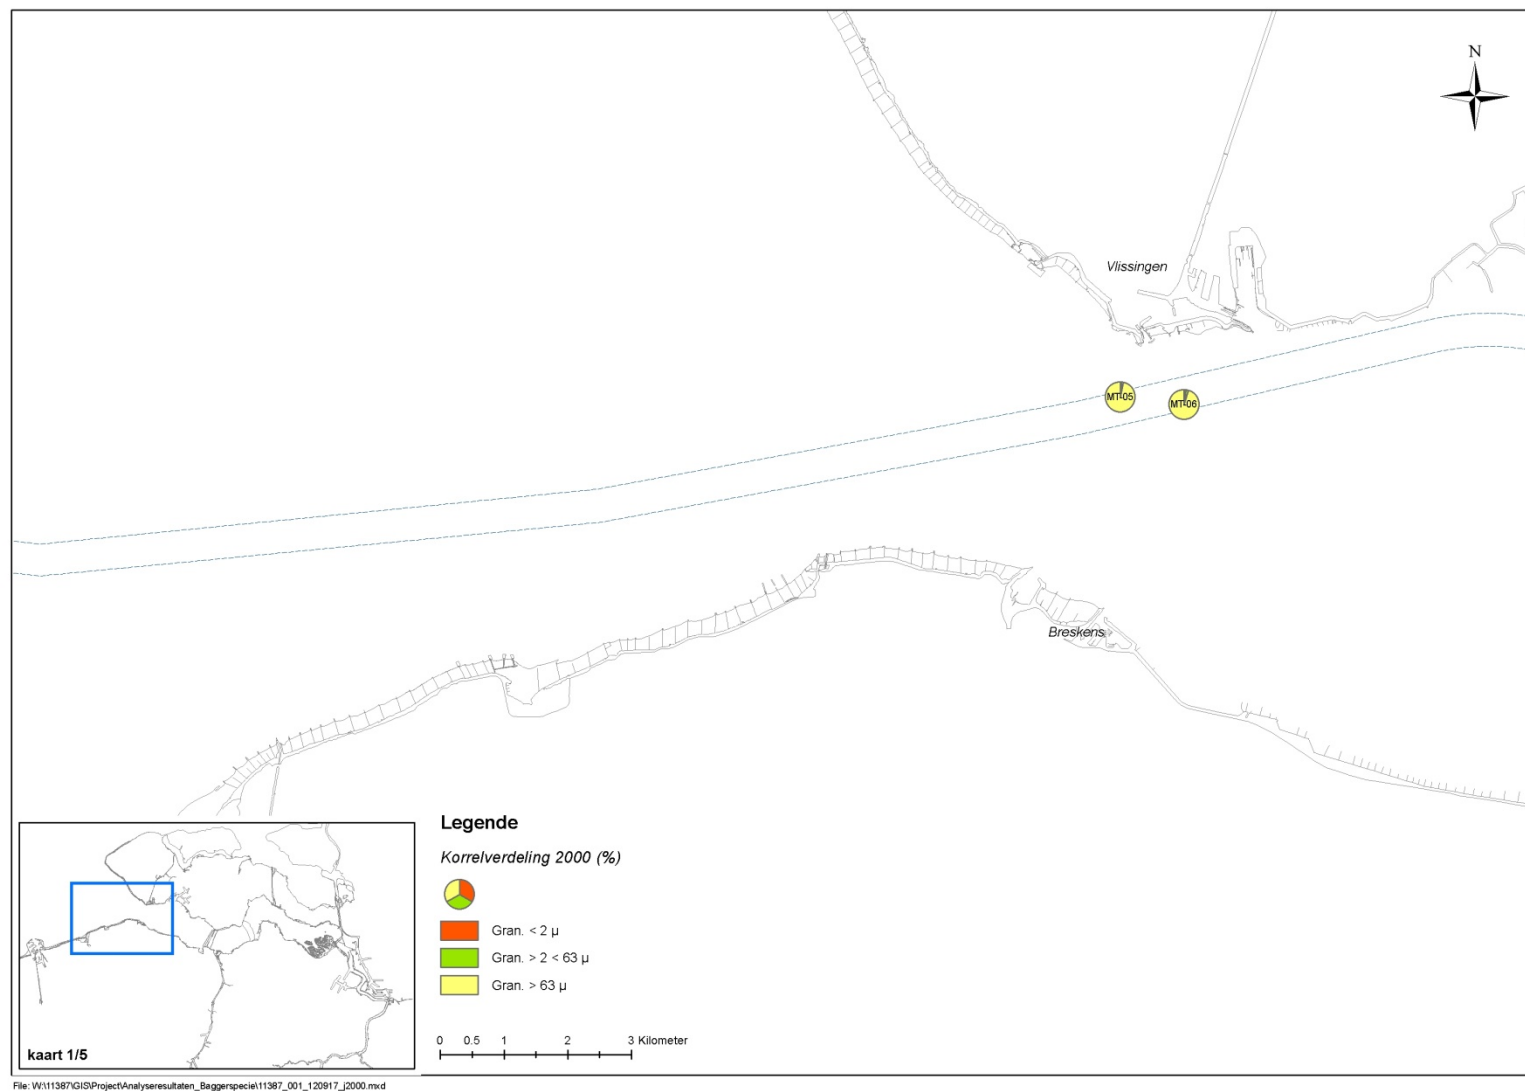 N
Vlissingen
MT-05
MT-06
Breskens
Legende
Korrelverdeling 2000 (%)
Gran. < 2 µ
Gran. > 2 < 63 µ
Gran. > 63 µ
0 0.5 1 2 3 Kilometer
kaart 1/5
File: W:\11387\GIS\Project\Analyseresultaten_Baggerspecie\11387_001_120917_j2000.mxd